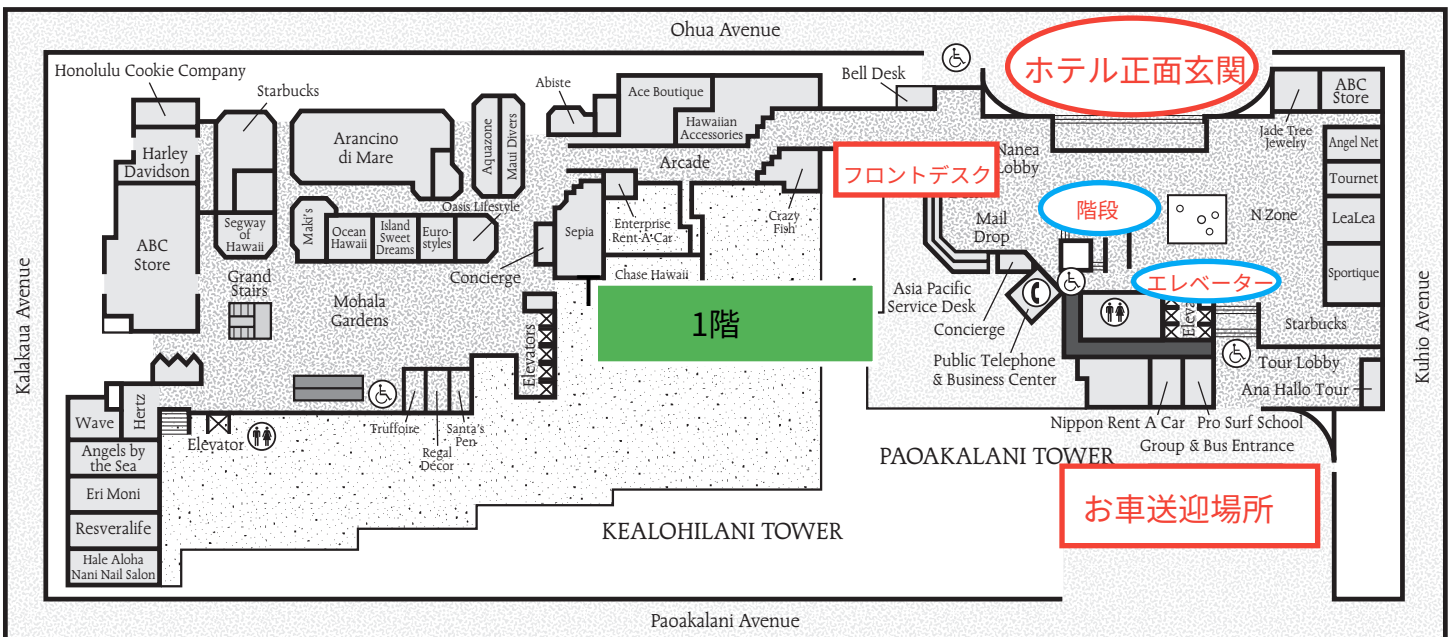 Ohua Avenue
Honolulu Cookie Company
Starbucks
Harley
Davidson
ABC
Store
Segway
of
Hawaii
Arancino
di Mare
Aquazone
Maui Divers
Abiste
Ace Boutique
Hawaiian
Accessories
Bell Desk
ホテル正面玄関
Jade Tree
Jewelry
ABC
Store
Angel Net
Tournet
LeaLea
Sportique
Starbucks
Arcade
Nanea
Lobby
フロントデスク
階段
N Zone
エレベーター
Mail
Drop
Maki's
Ocean
Hawaii
Island
Sweet
Dreams
Euro-
styles
Oasis Lifestyle
Concierge
Sepia
Enterprise
Rent-A-Car
Chase Hawaii
Crazy
Fish
1階
Asia Pacific
Service Desk
Concierge
Public Telephone
& Business Center
Tour Lobby
Ana Hallo Tour
Nippon Rent A Car
Pro Surf School
Group & Bus Entrance
お車送迎場所
PAOAKALANI TOWER
KEALOHILANI TOWER
Grand
Stairs
Mohala
Gardens
Elevators
Hertz
Wave
Elevator
Truffoire
Regal
Décor
Santa's
Pen
Angels by
the Sea
Eri Moni
Resveralife
Hale Aloha
Nani Nail Salon
Kalakaua Avenue
Kuhio Avenue
Paoakalani Avenue